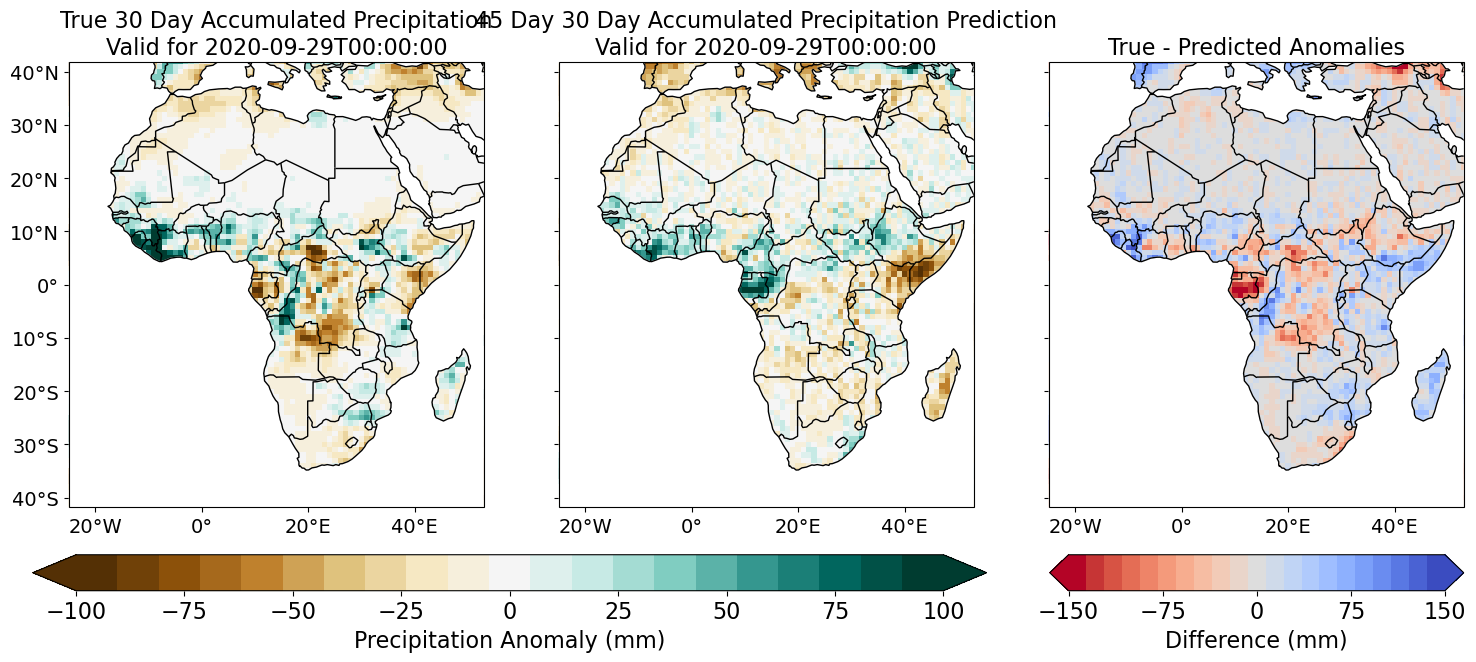 True 30 Day Accumulated Precipitation
Valid for 2020-09-29T00:00:00
45 Day 30 Day Accumulated Precipitation Prediction
Valid for 2020-09-29T00:00:00
True - Predicted Anomalies
40°N
30°N
20°N
10°N
0°
10°S
20°S
30°S
40°S
20°W 0° 20°E 40°E
20°W 0° 20°E 40°E
20°W 0° 20°E 40°E
−100 −75 −50 −25 0 25 50 75 100
Precipitation Anomaly (mm)
−150 −75 0 75 150
Difference (mm)